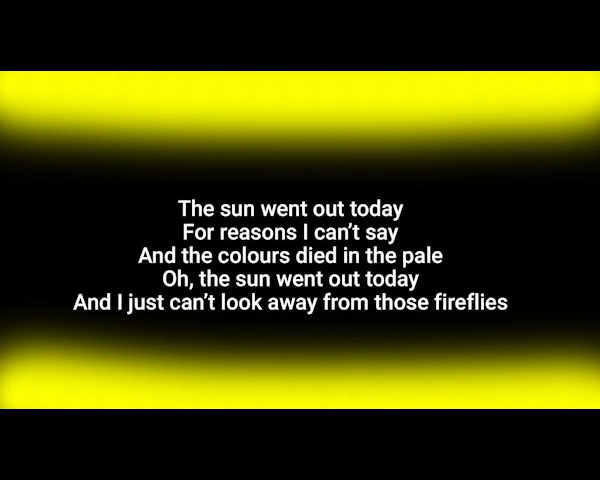 The sun went out today
For reasons I can't say
And the colours died in the pale
Oh, the sun went out today
And I just can't look away from those fireflies